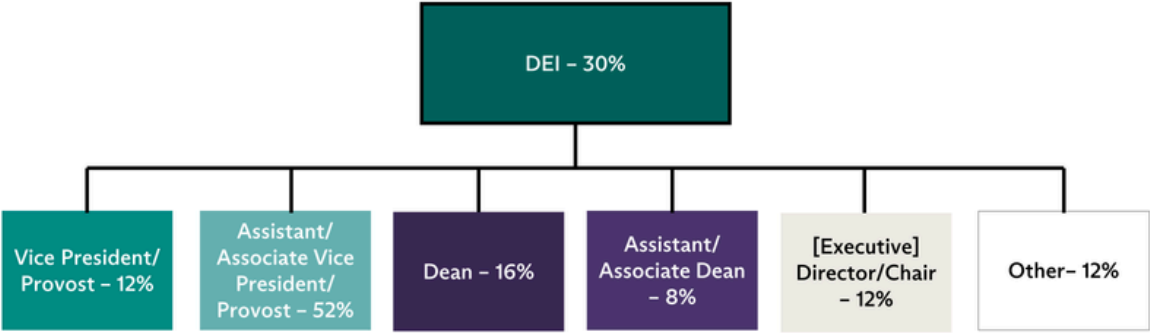 DEI – 30%
Vice President/
Provost – 12%
Assistant/
Associate Vice
President/
Provost – 52%
Dean – 16%
Assistant/
Associate Dean
– 8%
[Executive]
Director/Chair
– 12%
Other– 12%